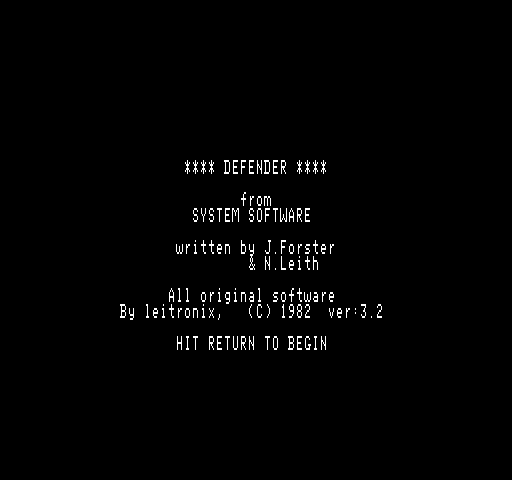 **** DEFENDER ****
from
SYSTEM SOFTWARE
written by J.Forster
& N.Leith
All original software
By leitronix, (C) 1982 ver:3.2
HIT RETURN TO BEGIN